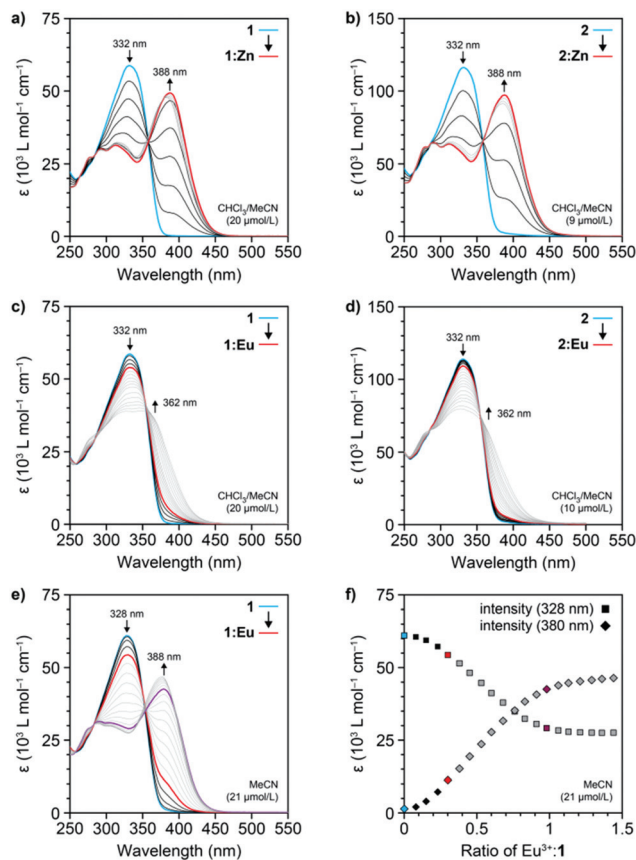 a)
75
50
25
0
ε (10³ L mol⁻¹ cm⁻¹)
332 nm
388 nm
1
1:Zn
CHCl₃/MeCN
(20 µmol/L)
250 300 350 400 450 500 550
Wavelength (nm)
b)
150
100
50
0
ε (10³ L mol⁻¹ cm⁻¹)
332 nm
388 nm
2
2:Zn
CHCl₃/MeCN
(9 µmol/L)
250 300 350 400 450 500 550
Wavelength (nm)
c)
75
50
25
0
ε (10³ L mol⁻¹ cm⁻¹)
332 nm
362 nm
1
1:Eu
CHCl₃/MeCN
(20 µmol/L)
250 300 350 400 450 500 550
Wavelength (nm)
d)
150
100
50
0
ε (10³ L mol⁻¹ cm⁻¹)
332 nm
362 nm
2
2:Eu
CHCl₃/MeCN
(10 µmol/L)
250 300 350 400 450 500 550
Wavelength (nm)
e)
75
50
25
0
ε (10³ L mol⁻¹ cm⁻¹)
328 nm
388 nm
1
1:Eu
MeCN
(21 µmol/L)
250 300 350 400 450 500 550
Wavelength (nm)
f)
75
50
25
0
ε (10³ L mol⁻¹ cm⁻¹)
intensity (328 nm)
intensity (380 nm)
MeCN
(21 µmol/L)
0 0.5 1 1.5
Ratio of Eu³⁺:1